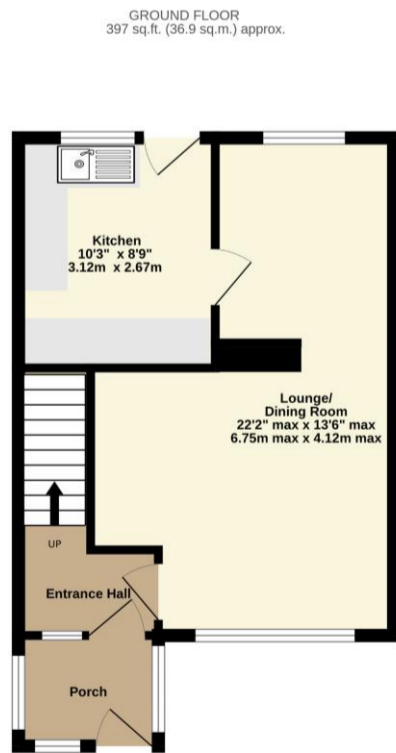 GROUND FLOOR
397 sq.ft. (36.9 sq.m.) approx.
Kitchen
10'3" x 8'9"
3.12m x 2.67m
Lounge/
Dining Room
22'2" max x 13'6" max
6.75m max x 4.12m max
UP
Entrance Hall
Porch